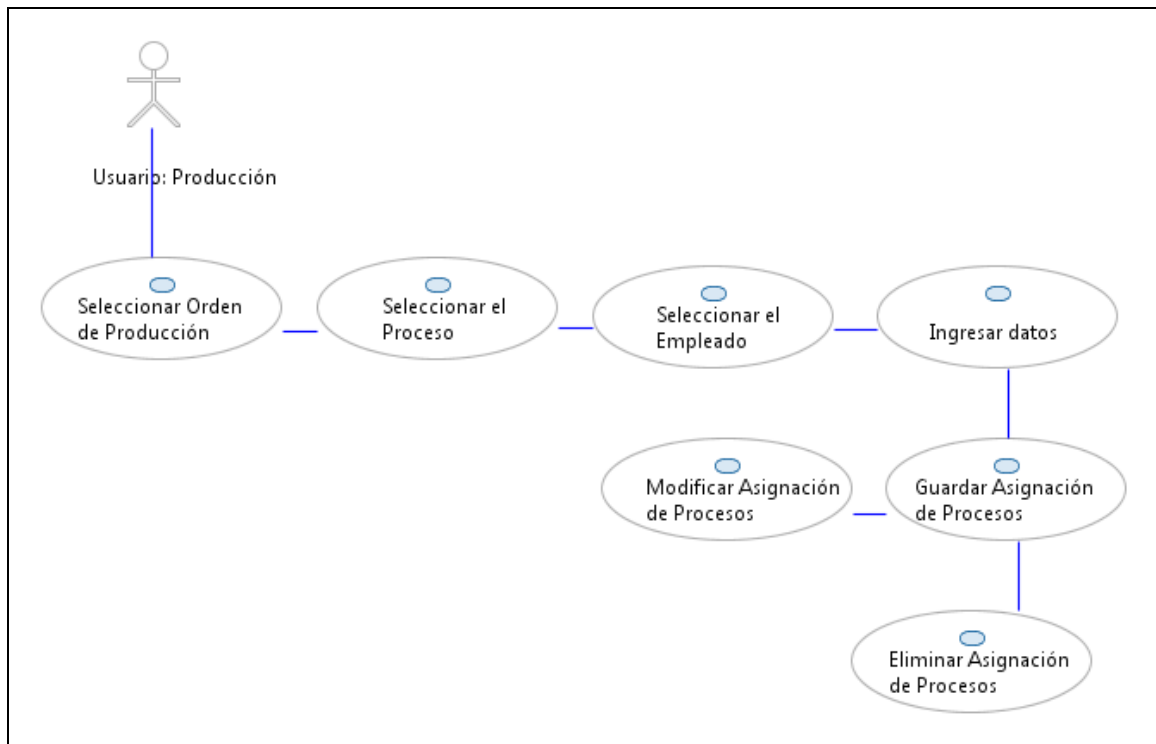 Usuario: Producción
Seleccionar Orden
de Producción
Seleccionar el
Proceso
Seleccionar el
Empleado
Ingresar datos
Modificar Asignación
de Procesos
Guardar Asignación
de Procesos
Eliminar Asignación
de Procesos